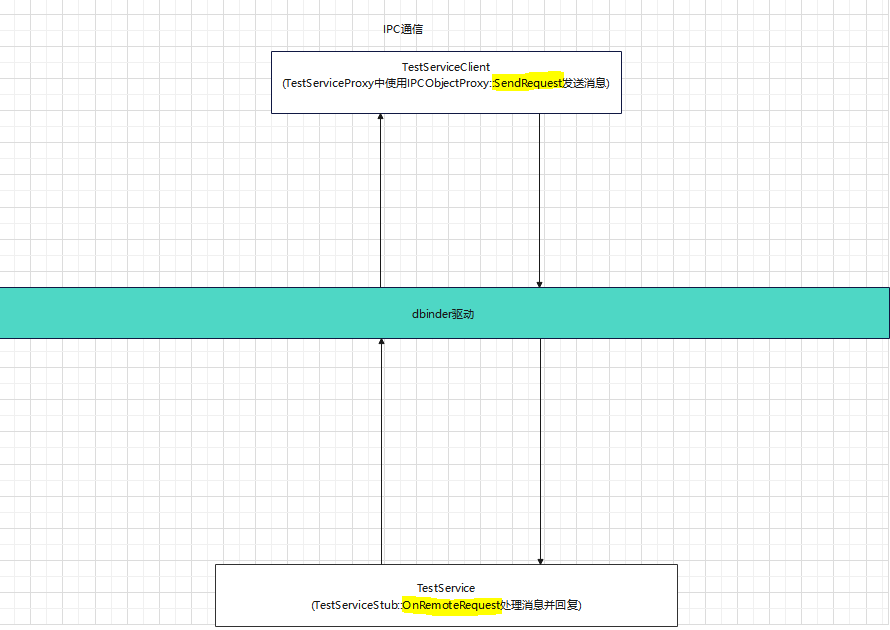 IPC通信
TestServiceClient
(TestServiceProxy中使用IPCObjectProxy::SendRequest发送消息)
dbinder驱动
TestService
(TestServiceStub::OnRemoteRequest处理消息并回复)